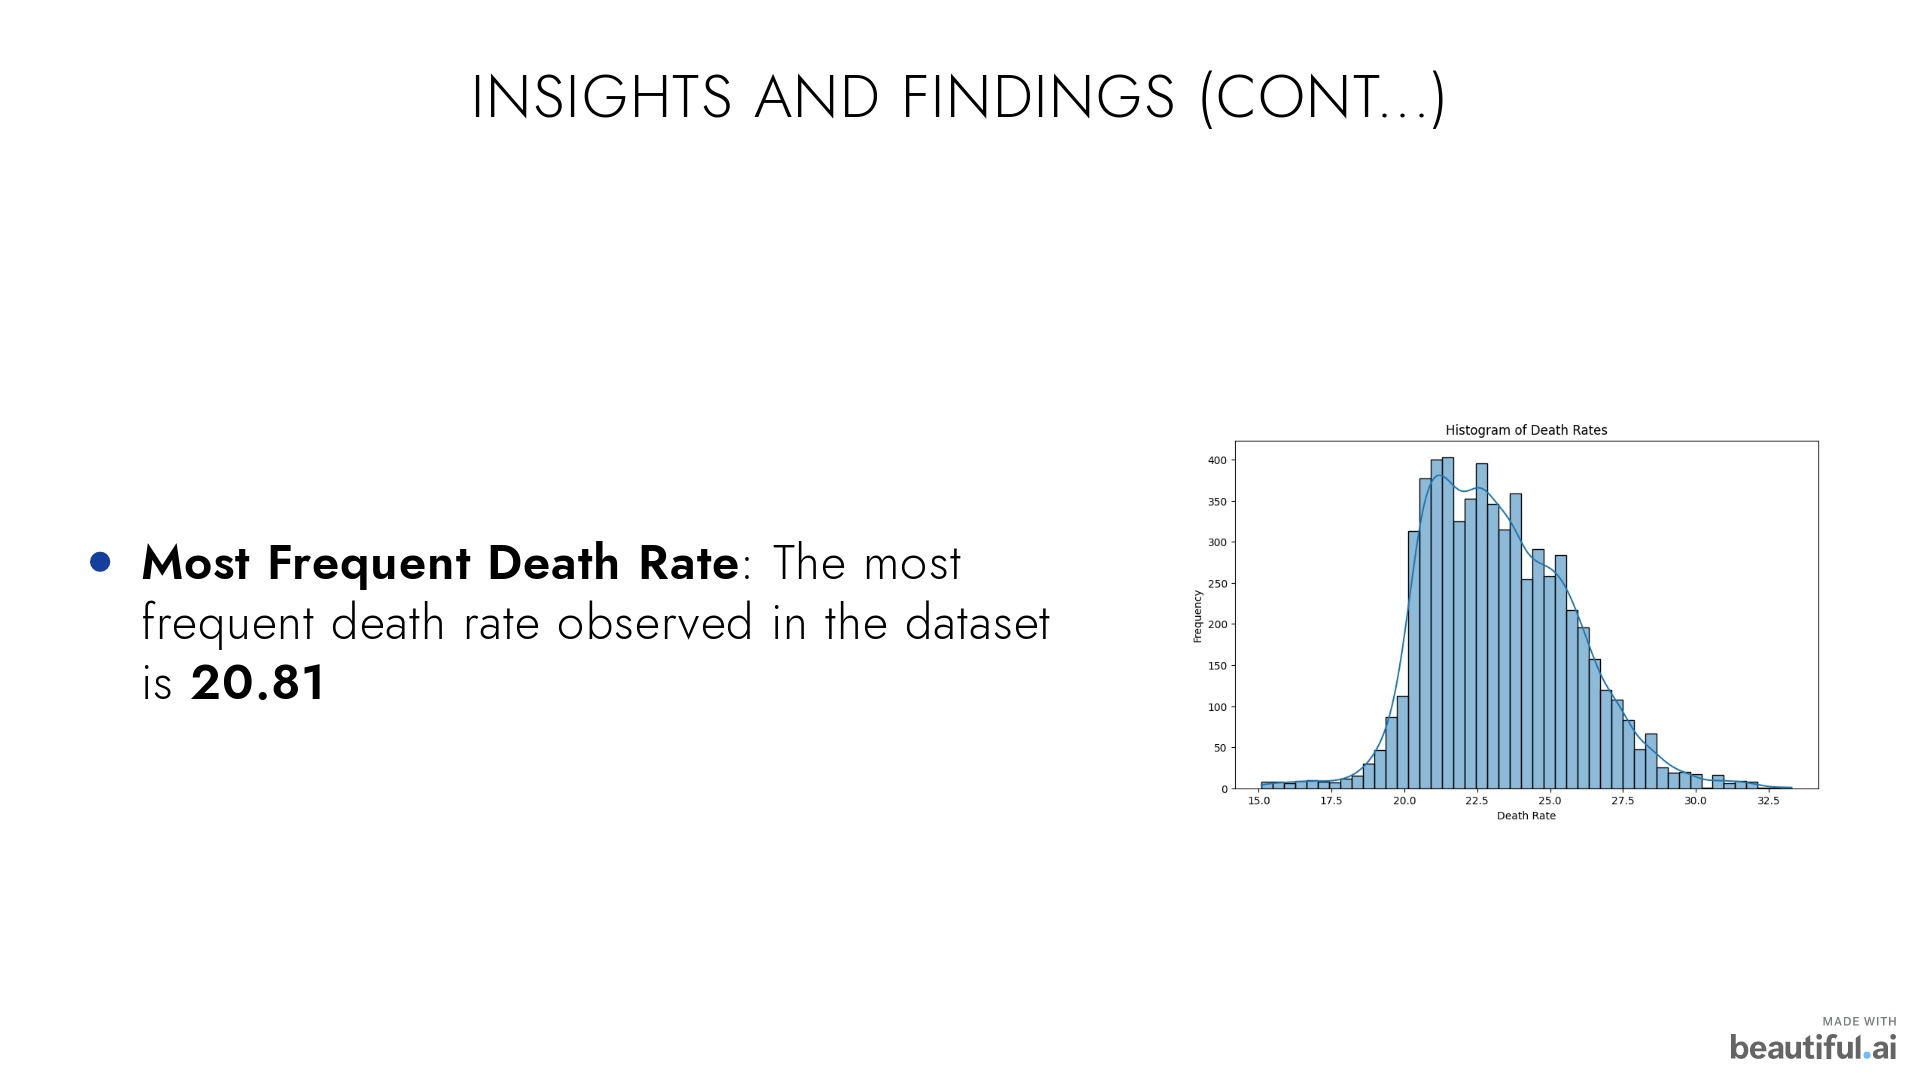 INSIGHTS AND FINDINGS (CONT...)
Most Frequent Death Rate: The most
frequent death rate observed in the dataset
is 20.81
Histogram of Death Rates
400
350
300
250
200
150
100
50
0
Frequency
15.0 17.5 20.0 22.5 25.0 27.5 30.0 32.5
Death Rate
MADE WITH
beautiful.ai